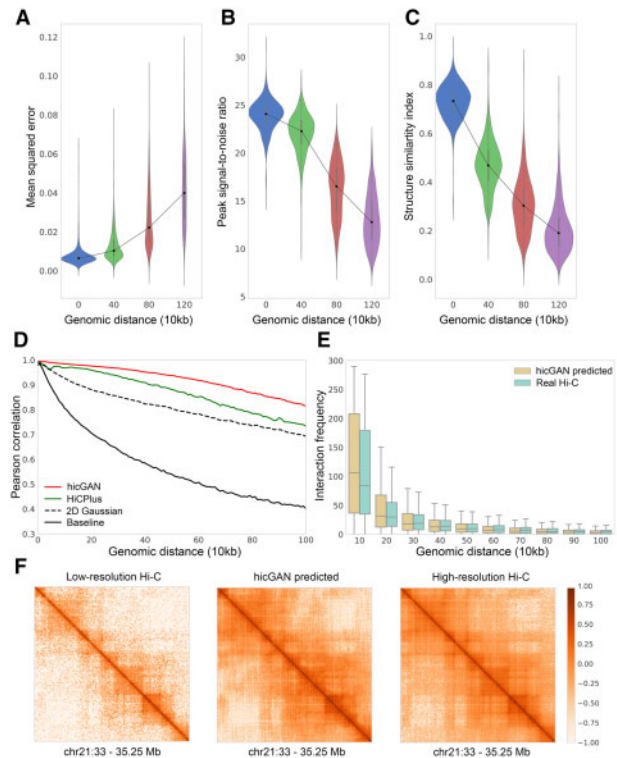 A
B
C
Mean squared error
0.12
0.10
0.08
0.06
0.04
0.02
0.00
0 40 80 120
Genomic distance (10kb)
Peak signal-to-noise ratio
30
25
20
15
10
5
0 40 80 120
Genomic distance (10kb)
Structure similartity index
1.0
0.8
0.6
0.4
0.2
0.0
0 40 80 120
Genomic distance (10kb)
D
Pearson correlation
1.0
0.9
0.8
0.7
0.6
0.5
0.4
0.3
hicGAN
HiCPlus
2D Gaussian
Baseline
0 20 40 60 80 100
Genomic distance (10kb)
E
Interaction frequency
300
250
200
150
100
50
0
hicGAN predicted
Real Hi-C
10 20 30 40 50 60 70 80 90 100
Genomic distance (10kb)
F
Low-resolution Hi-C
hicGAN predicted
High-resolution Hi-C
1.00
0.75
0.50
0.25
0.00
−0.25
−0.50
−0.75
−1.00
chr21:33 - 35.25 Mb
chr21:33 - 35.25 Mb
chr21:33 - 35.25 Mb